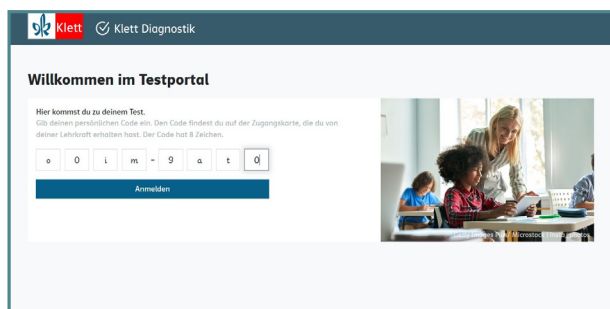 Klett
Klett Diagnostik
Willkommen im Testportal
Hier kommst du zu deinem Test.
Gib deinen persönlichen Code ein. Den Code findest du auf der Zugangskarte, die du von
deiner Lehrkraft erhalten hast. Der Code hat 8 Zeichen.
o 0 i m - 9 a t 0
Anmelden